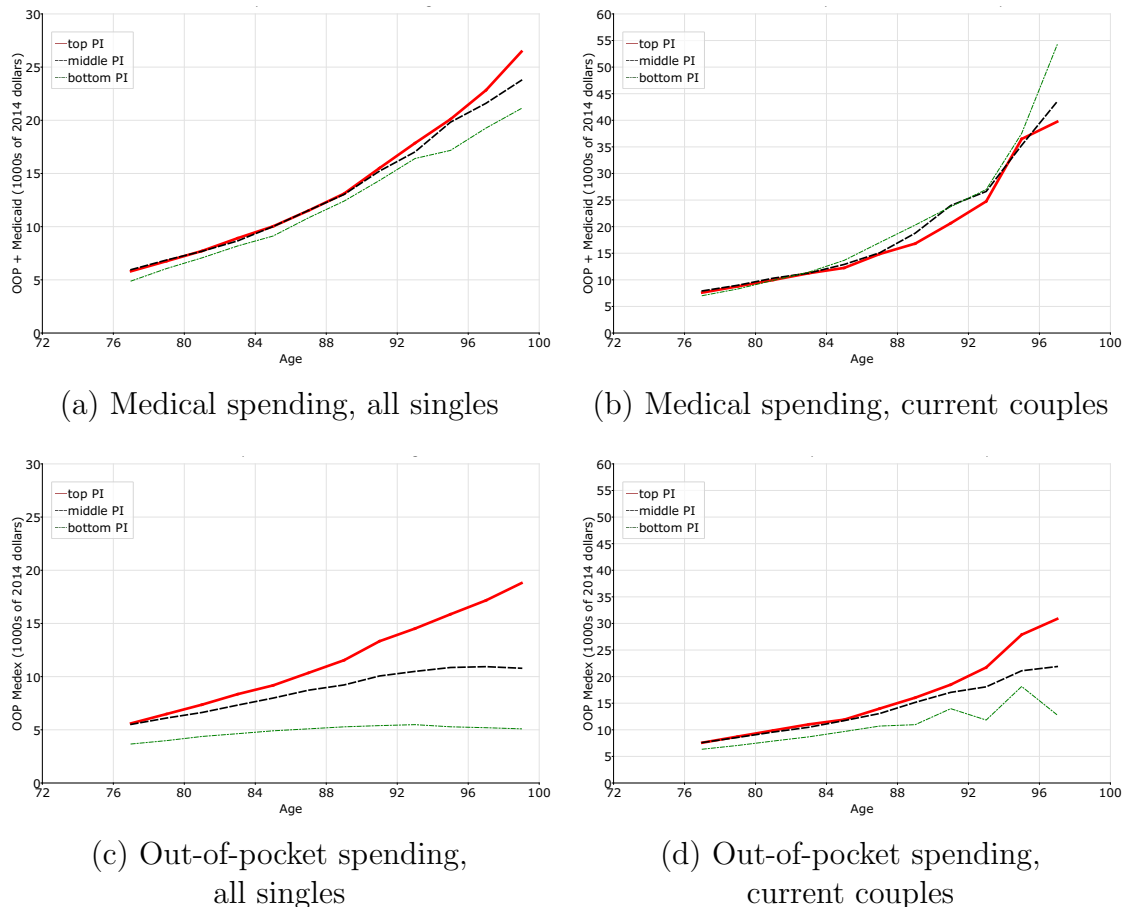 30
25
20
15
10
5
0
OOP + Medicaid (1000s of 2014 dollars)
top PI
middle PI
bottom PI
72 76 80 84 88 92 96 100
Age
(a) Medical spending, all singles
60
55
50
45
40
35
30
25
20
15
10
5
0
OOP + Medicaid (1000s of 2014 dollars)
top PI
middle PI
bottom PI
72 76 80 84 88 92 96 100
Age
(b) Medical spending, current couples
30
25
20
15
10
5
0
OOP Medex (1000s of 2014 dollars)
top PI
middle PI
bottom PI
72 76 80 84 88 92 96 100
Age
(c) Out-of-pocket spending,
all singles
60
55
50
45
40
35
30
25
20
15
10
5
0
OOP Medex (1000s of 2014 dollars)
top PI
middle PI
bottom PI
72 76 80 84 88 92 96 100
Age
(d) Out-of-pocket spending,
current couples